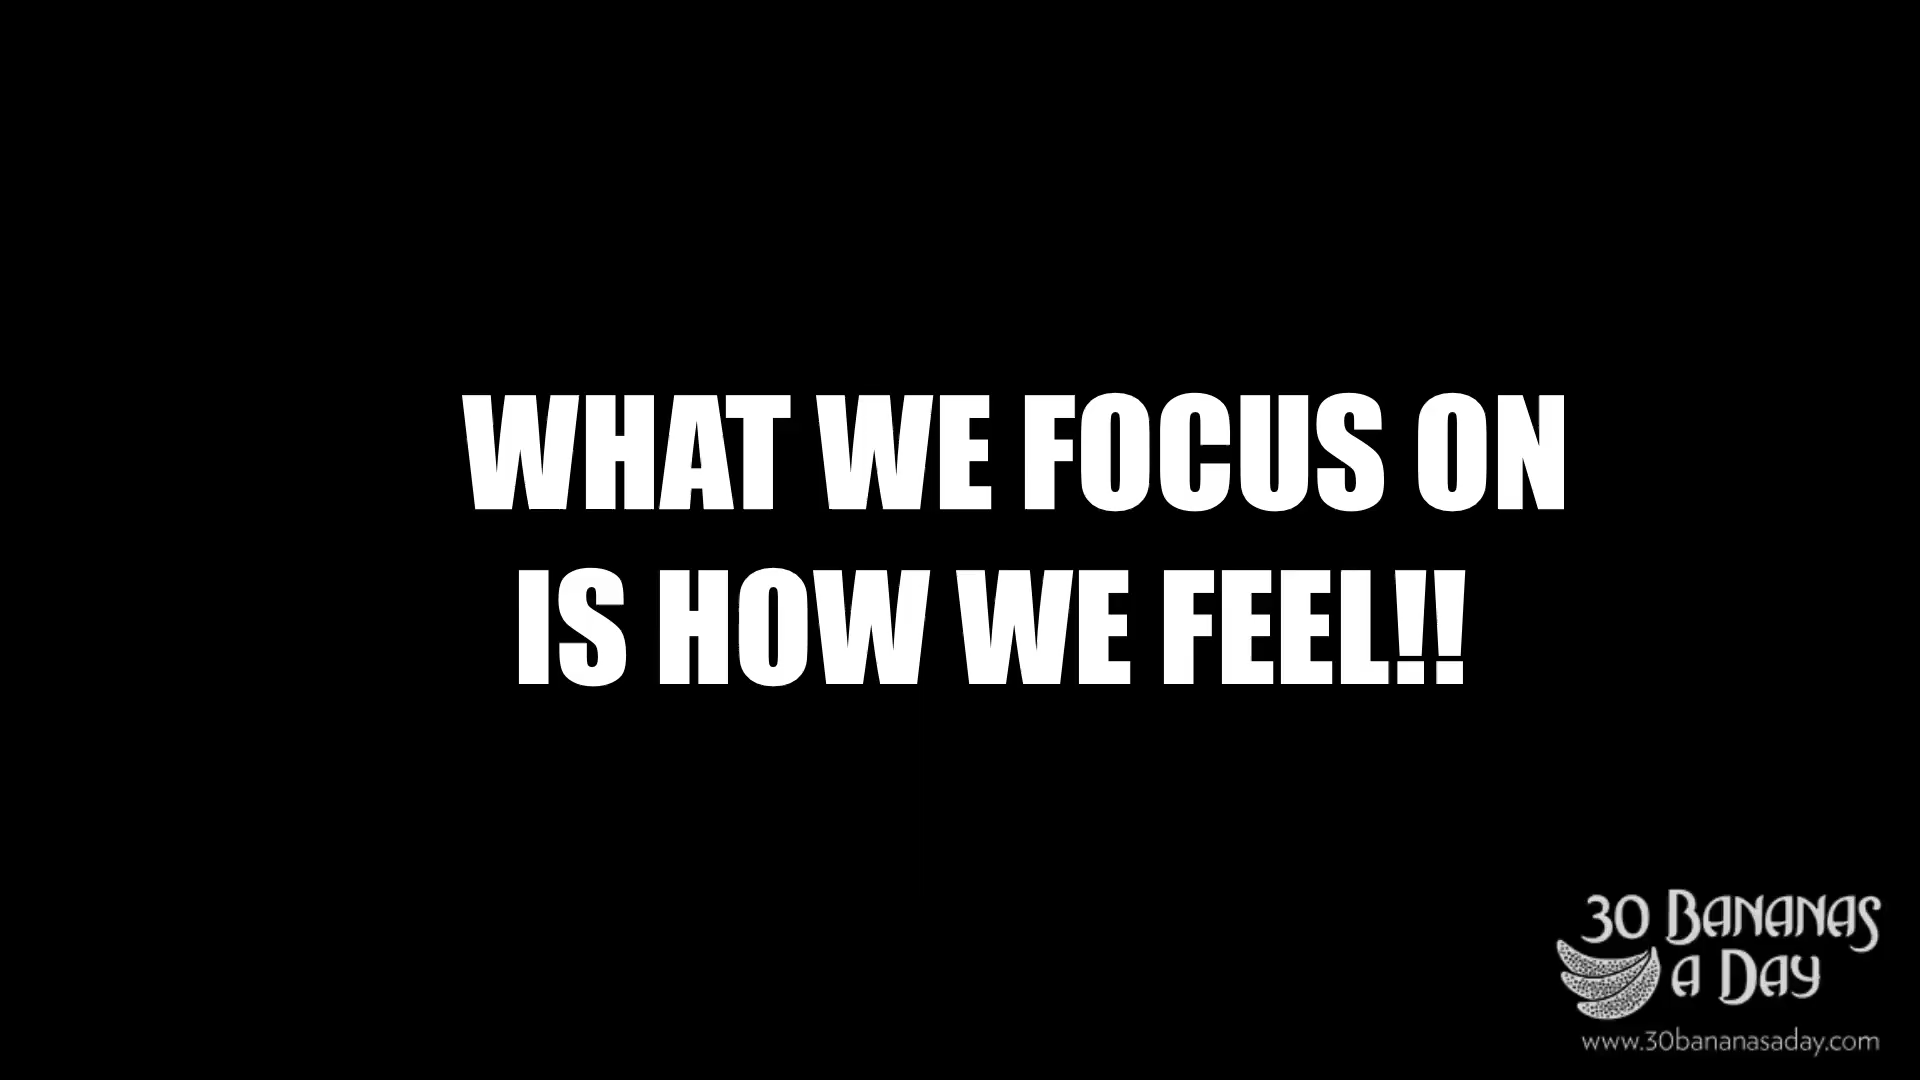 WHAT WE FOCUS ON
IS HOW WE FEEL!!
30 BANANAS
A DAY
www.30bananasaday.com